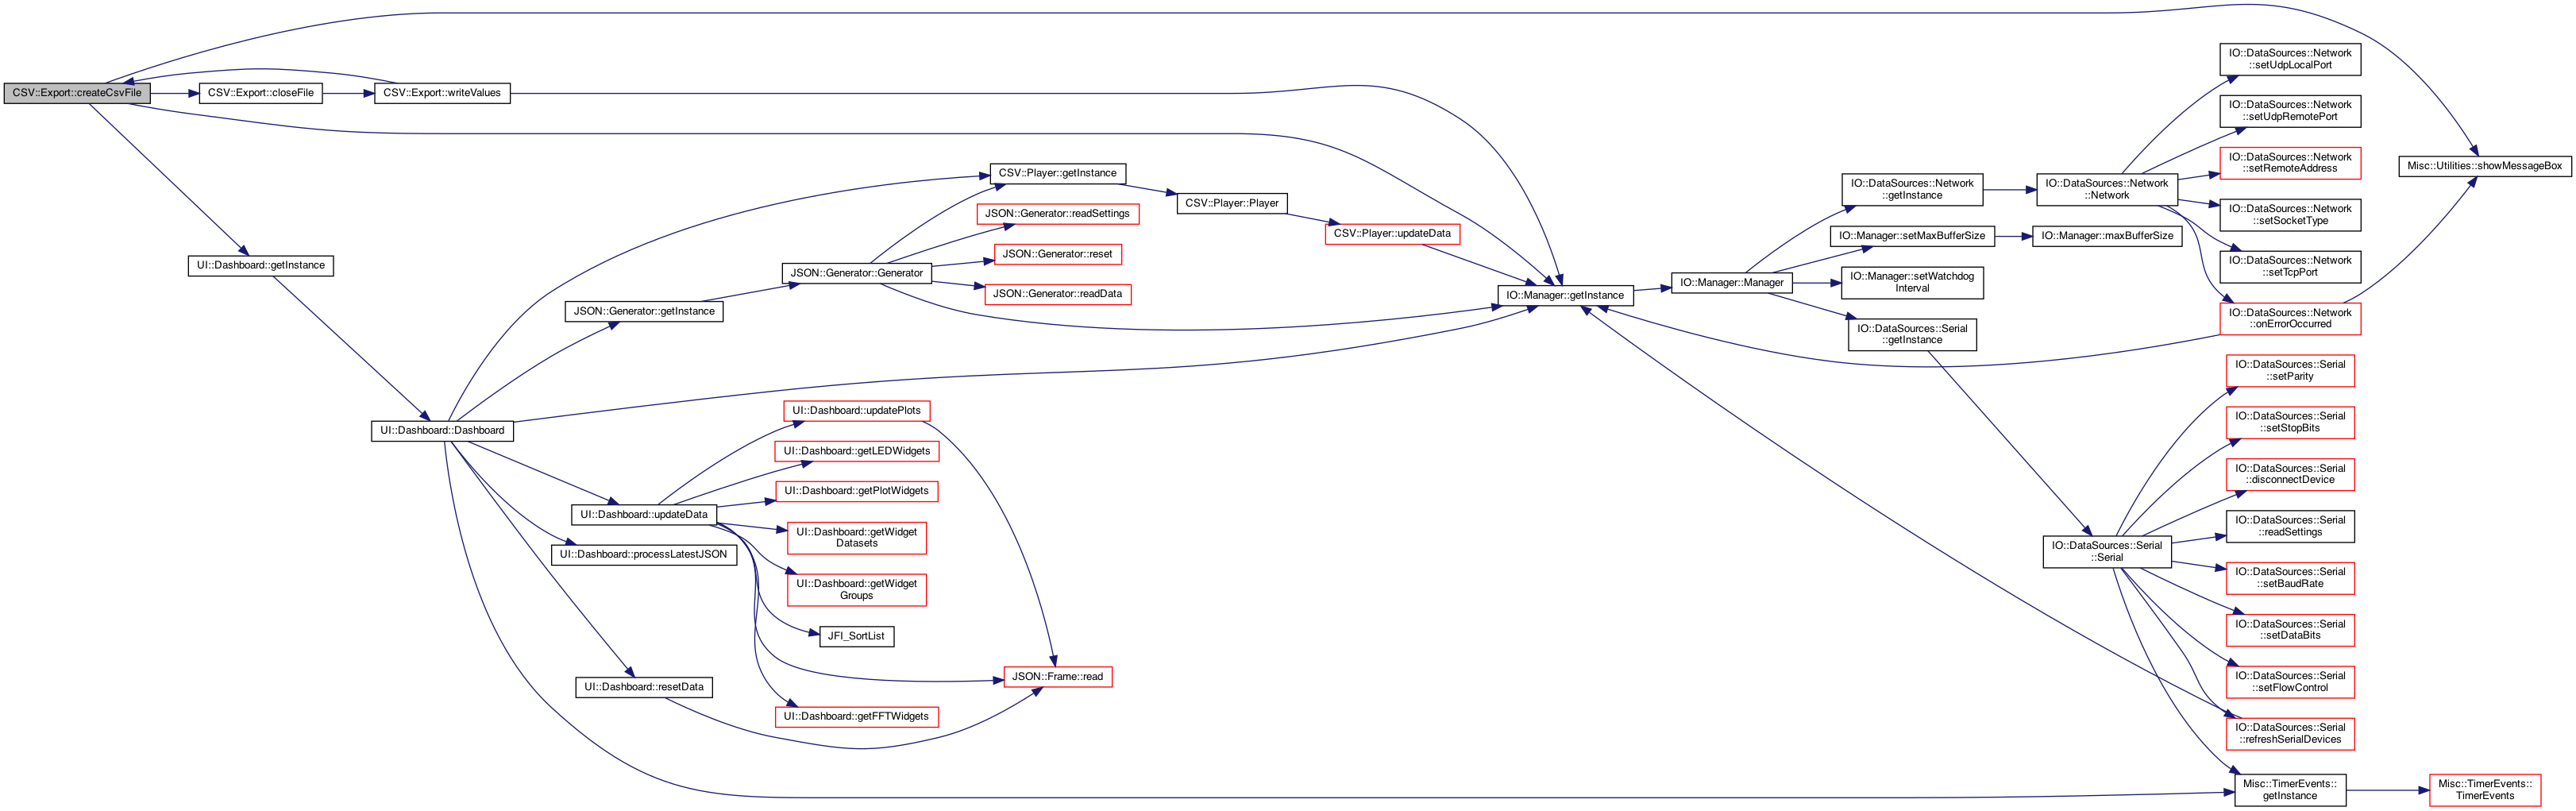 CSV::Export::createCsvFile
CSV::Export::closeFile
CSV::Export::writeValues
UI::Dashboard::getInstance
UI::Dashboard::Dashboard
JSON::Generator::getInstance
UI::Dashboard::updateData
UI::Dashboard::processLatestJSON
UI::Dashboard::resetData
JSON::Generator::Generator
UI::Dashboard::updatePlots
UI::Dashboard::getLEDWidgets
UI::Dashboard::getPlotWidgets
UI::Dashboard::getWidget
Datasets
UI::Dashboard::getWidget
Groups
JFI_SortList
UI::Dashboard::getFFTWidgets
CSV::Player::getInstance
JSON::Generator::readSettings
JSON::Generator::reset
JSON::Generator::readData
JSON::Frame::read
CSV::Player::Player
CSV::Player::updateData
IO::Manager::getInstance
IO::Manager::Manager
IO::DataSources::Network
::getInstance
IO::Manager::setMaxBufferSize
IO::Manager::setWatchdog
Interval
IO::DataSources::Serial
::getInstance
IO::DataSources::Network
::Network
IO::Manager::maxBufferSize
IO::DataSources::Serial
::Serial
IO::DataSources::Network
::setUdpLocalPort
IO::DataSources::Network
::setUdpRemotePort
IO::DataSources::Network
::setRemoteAddress
IO::DataSources::Network
::setSocketType
IO::DataSources::Network
::setTcpPort
IO::DataSources::Network
::onErrorOccurred
IO::DataSources::Serial
::setParity
IO::DataSources::Serial
::setStopBits
IO::DataSources::Serial
::disconnectDevice
IO::DataSources::Serial
::readSettings
IO::DataSources::Serial
::setBaudRate
IO::DataSources::Serial
::setDataBits
IO::DataSources::Serial
::setFlowControl
IO::DataSources::Serial
::refreshSerialDevices
Misc::TimerEvents::
getInstance
Misc::Utilities::showMessageBox
Misc::TimerEvents::
TimerEvents